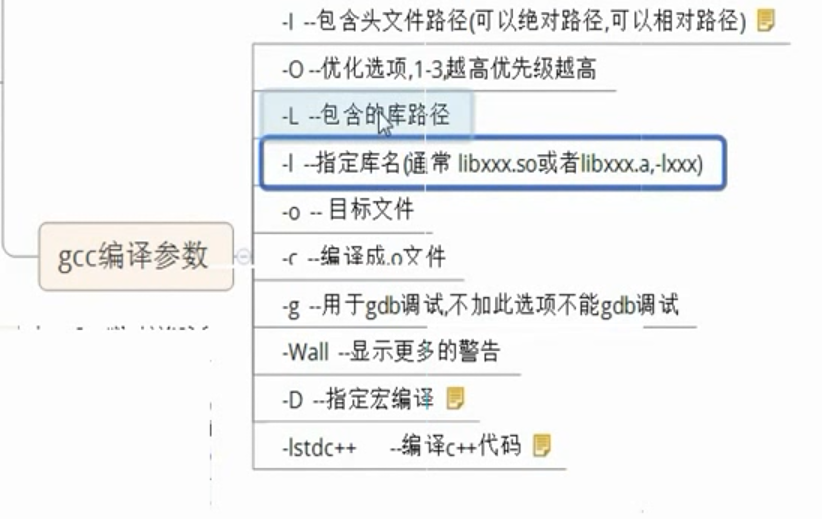 -I --包含头文件路径(可以绝对路径,可以相对路径)
-O --优化选项,1-3,越高优先级越高
-L --包含的库路径
-l --指定库名(通常 libxxx.so或者libxxx.a,-lxxx)
-o -- 目标文件
gcc编译参数
-c --编译成.o文件
-g --用于gdb调试,不加此选项不能gdb调试
-Wall --显示更多的警告
-D --指定宏编译
-lstdc++ --编译c++代码